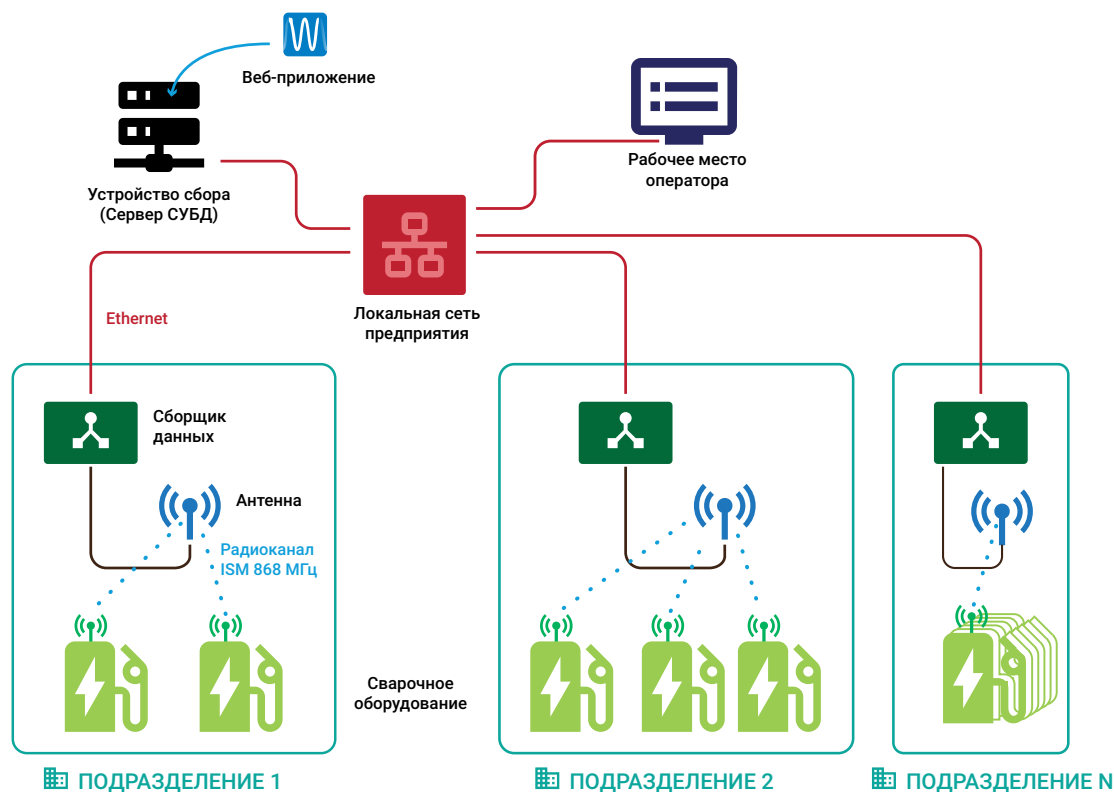 Веб-приложение
Рабочее место
оператора
Устройство сбора
(Сервер СУБД)
Локальная сеть
предприятия
Ethernet
Сборщик
данных
Антенна
Радиоканал
ISM 868 МГц
Сварочное
оборудование
ПОДРАЗДЕЛЕНИЕ 1
ПОДРАЗДЕЛЕНИЕ 2
ПОДРАЗДЕЛЕНИЕ N